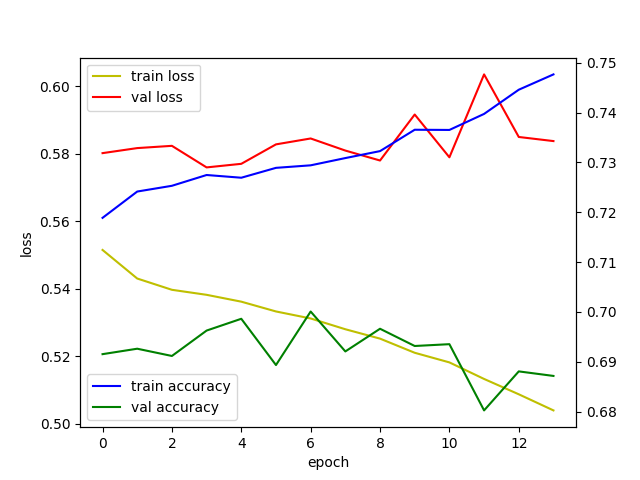 train loss
val loss
train accuracy
val accuracy
loss
0.60
0.58
0.56
0.54
0.52
0.50
0.75
0.74
0.73
0.72
0.71
0.70
0.69
0.68
0 2 4 6 8 10 12
epoch